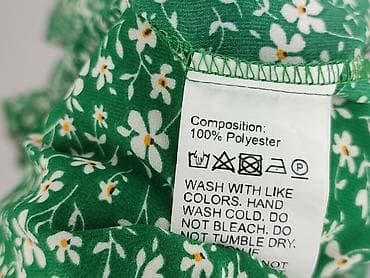 Composition:
100% Polyester
WASH WITH LIKE
COLORS. HAND
WASH COLD. DO
NOT BLEACH. DO
NOT TUMBLE DRY.